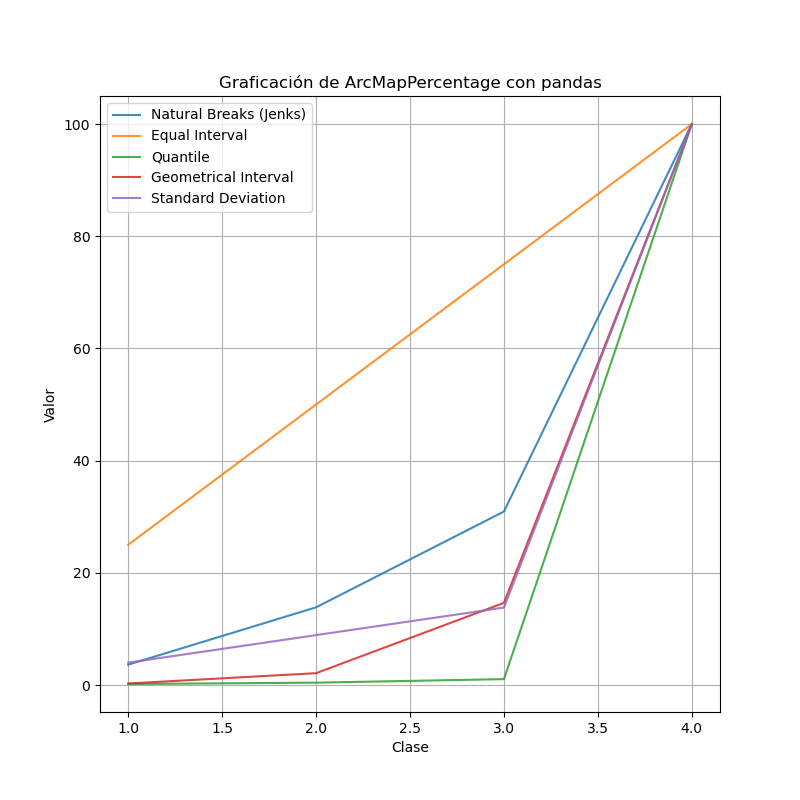 Graficación de ArcMapPercentage con pandas
Natural Breaks (Jenks)
Equal Interval
Quantile
Geometrical Interval
Standard Deviation
100
80
60
40
20
0
Valor
1.0 1.5 2.0 2.5 3.0 3.5 4.0
Clase